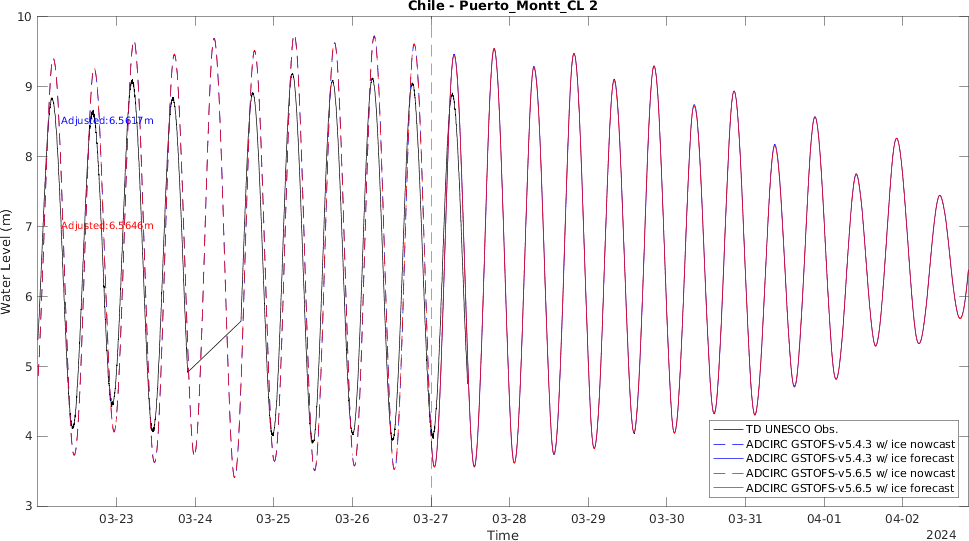 Chile - Puerto_Montt_CL 2
10
9
8
7
6
5
4
3
Water Level (m)
Adjusted:6.5617m
Adjusted:6.5646m
TD UNESCO Obs.
ADCIRC GSTOFS-v5.4.3 w/ ice nowcast
ADCIRC GSTOFS-v5.4.3 w/ ice forecast
ADCIRC GSTOFS-v5.6.5 w/ ice nowcast
ADCIRC GSTOFS-v5.6.5 w/ ice forecast
03-23 03-24 03-25 03-26 03-27 03-28 03-29 03-30 03-31 04-01 04-02
Time
2024